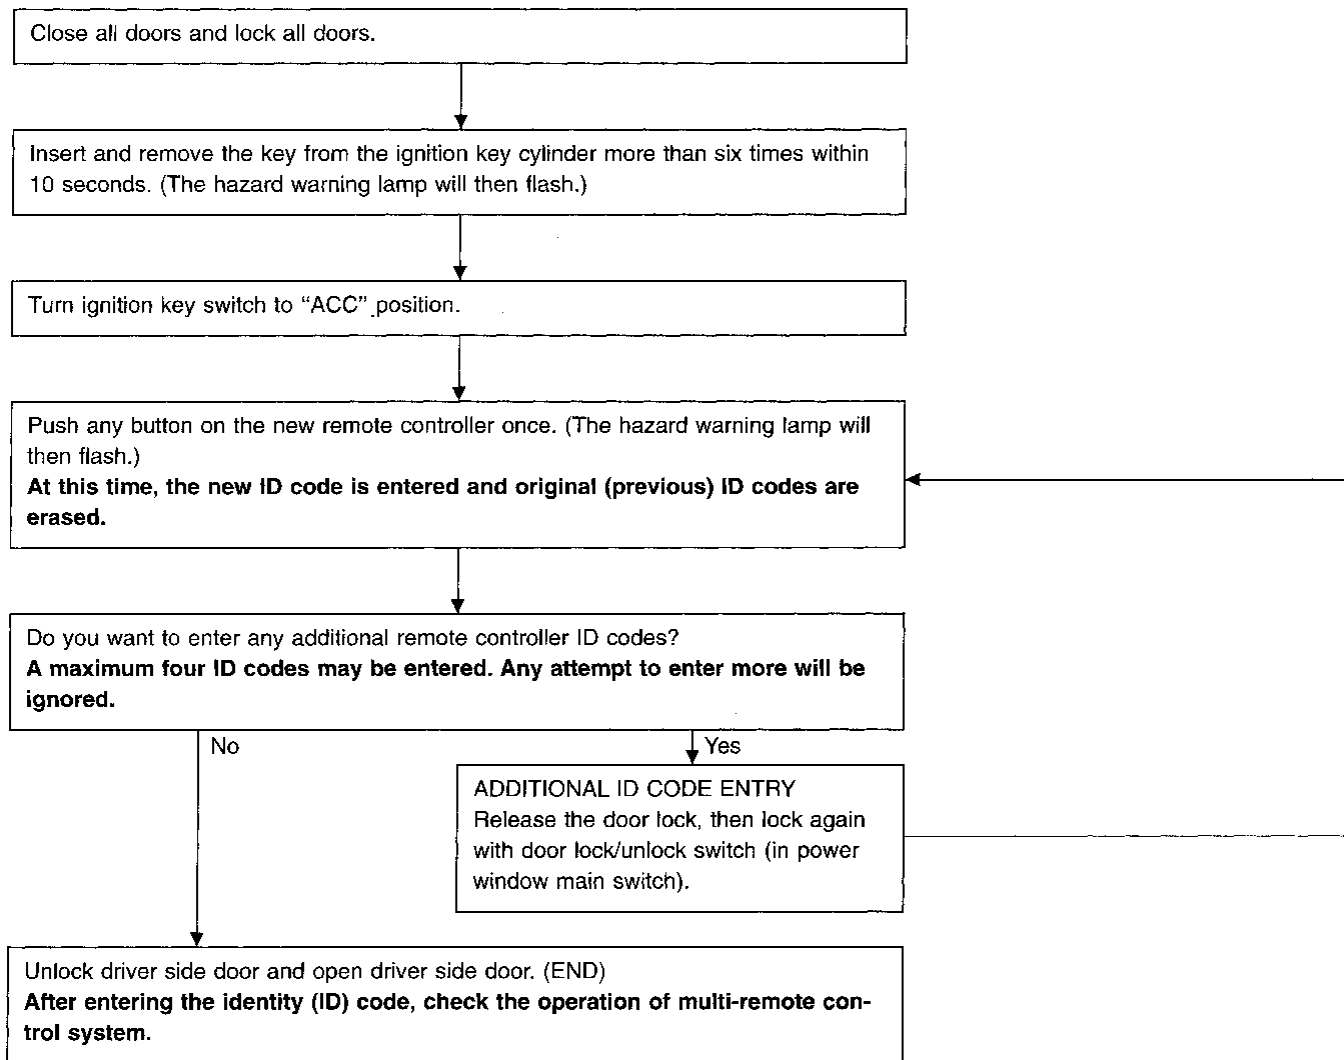 Close all doors and lock all doors.
Insert and remove the key from the ignition key cylinder more than six times within
10 seconds. (The hazard warning lamp will then flash.)
Turn ignition key switch to “ACC” position.
Push any button on the new remote controller once. (The hazard warning lamp will
then flash.)
At this time, the new ID code is entered and original (previous) ID codes are
erased.
Do you want to enter any additional remote controller ID codes?
A maximum four ID codes may be entered. Any attempt to enter more will be
ignored.
No
Yes
ADDITIONAL ID CODE ENTRY
Release the door lock, then lock again
with door lock/unlock switch (in power
window main switch).
Unlock driver side door and open driver side door. (END)
After entering the identity (ID) code, check the operation of multi-remote con-
trol system.